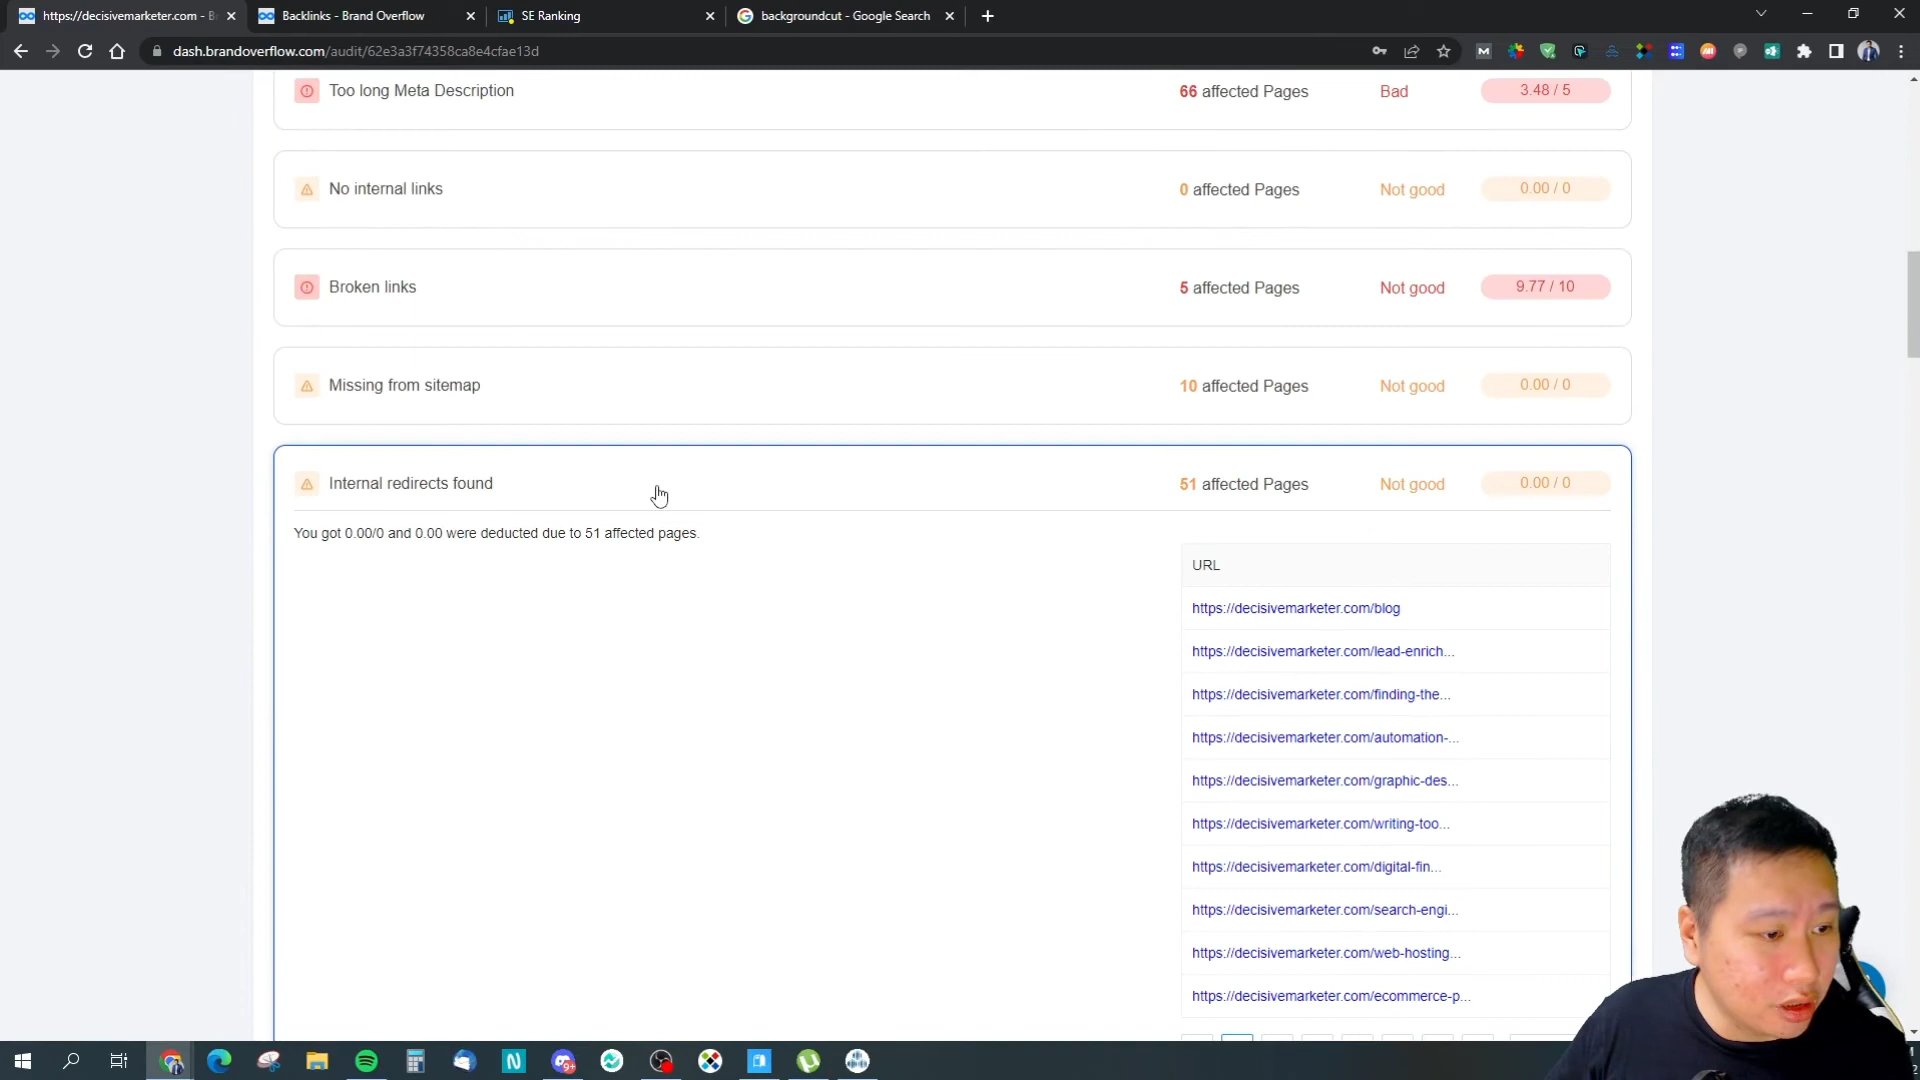 https://decisivemarketer.com - B
Backlinks - Brand Overflow
SE Ranking
backgroundcut - Google Search
dash.brandoverflow.com/audit/62e3a3f74358ca8e4cfae13d
Too long Meta Description 66 affected Pages Bad 3.48 / 5
No internal links 0 affected Pages Not good 0.00 / 0
Broken links 5 affected Pages Not good 9.77 / 10
Missing from sitemap 10 affected Pages Not good 0.00 / 0
Internal redirects found 51 affected Pages Not good 0.00 / 0
You got 0.00/0 and 0.00 were deducted due to 51 affected pages.
URL
https://decisivemarketer.com/blog
https://decisivemarketer.com/lead-enrich...
https://decisivemarketer.com/finding-the...
https://decisivemarketer.com/automation-...
https://decisivemarketer.com/graphic-des...
https://decisivemarketer.com/writing-too...
https://decisivemarketer.com/digital-fin...
https://decisivemarketer.com/search-engi...
https://decisivemarketer.com/web-hosting...
https://decisivemarketer.com/ecommerce-p...